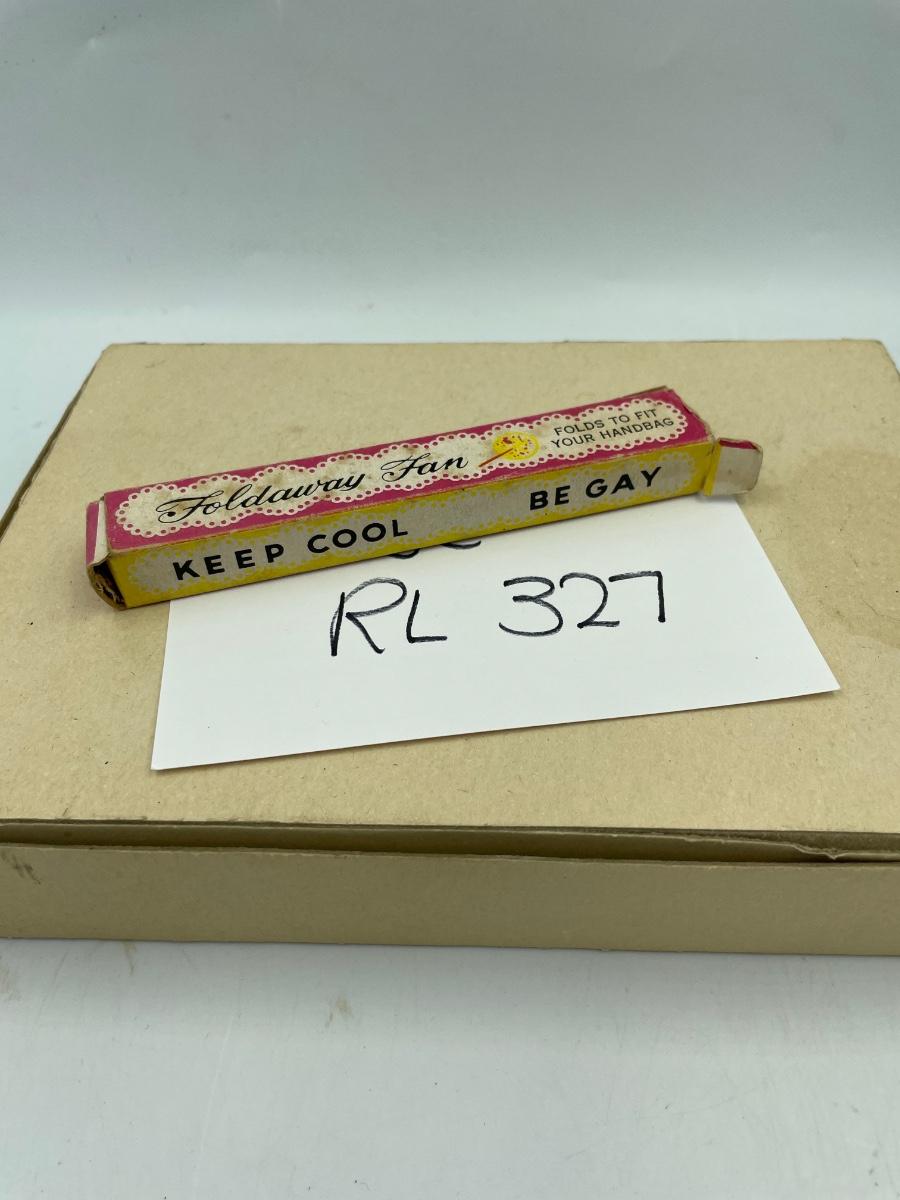 Foldaway Fan
FOLDS TO FIT
YOUR HANDBAG
KEEP COOL BE GAY
RL 327